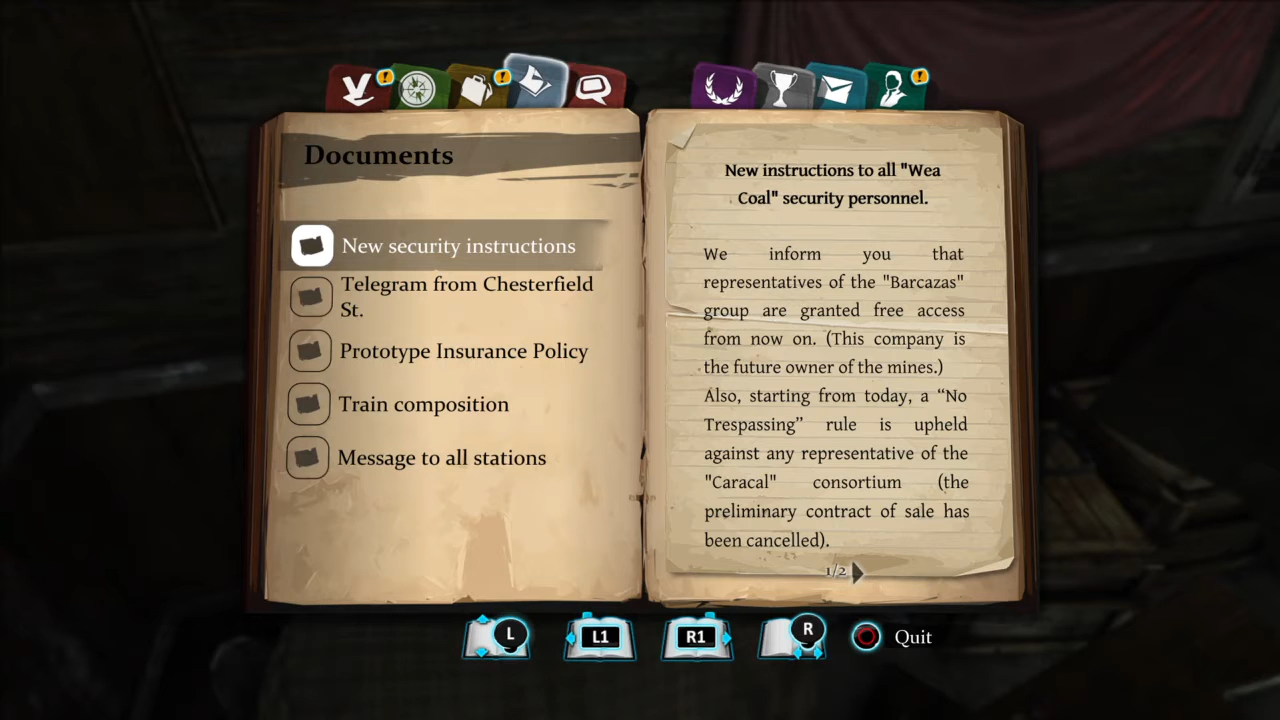 Documents
New security instructions
Telegram from Chesterfield
St.
Prototype Insurance Policy
Train composition
Message to all stations
New instructions to all "Wea
Coal" security personnel.
We inform you that
representatives of the "Barcazas"
group are granted free access
from now on. (This company is
the future owner of the mines.)
Also, starting from today, a “No
Trespassing” rule is upheld
against any representative of the
"Caracal" consortium (the
preliminary contract of sale has
been cancelled).
1/2
L
L1
R1
R
Quit